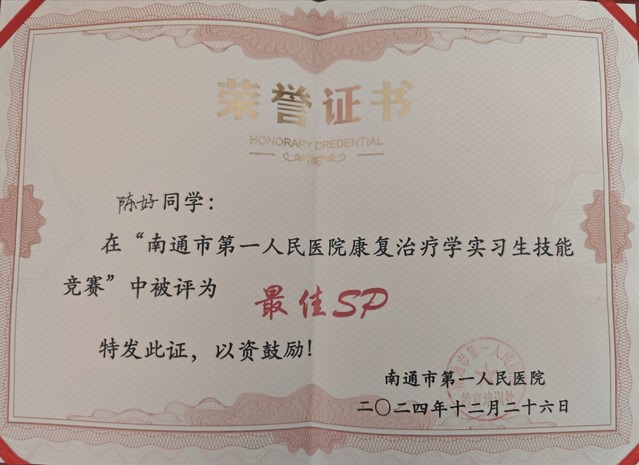 荣誉证书
HONORARY CREDENTIAL
陈好同学：
在“南通市第一人民医院康复治疗学实习生技能
竞赛”中被评为
最佳SP
特发此证，以资鼓励！
南通市第一人民医院
二〇二四年十二月二十六日